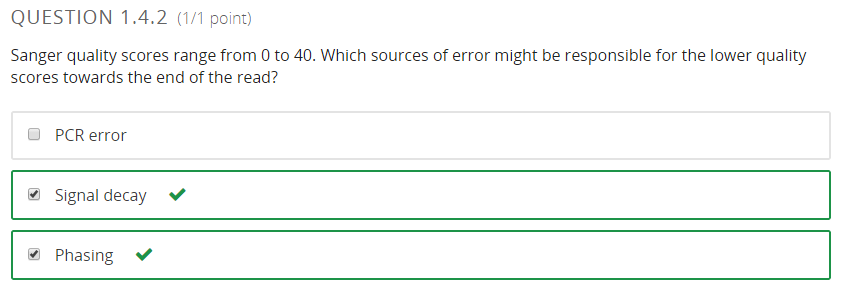 QUESTION 1.4.2 (1/1 point)
Sanger quality scores range from 0 to 40. Which sources of error might be responsible for the lower quality
scores towards the end of the read?
PCR error
Signal decay
Phasing